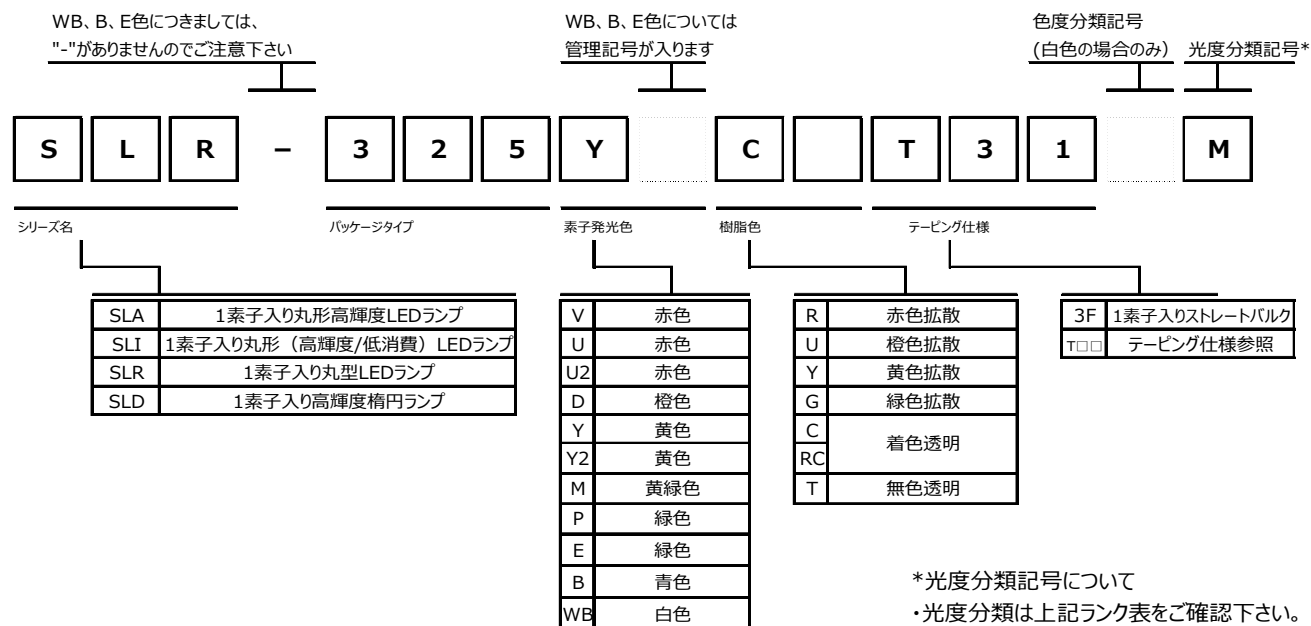 WB、B、E色につきましては、
"-"がありませんのでご注意下さい
WB、B、E色については
管理記号が入ります
色度分類記号
(白色の場合のみ)
光度分類記号*
S L R － 3 2 5 Y C T 3 1 M
シリーズ名
パッケージタイプ
素子発光色
樹脂色
テーピング仕様
SLA 1素子入り丸形高輝度LEDランプ
SLI 1素子入り丸形（高輝度/低消費）LEDランプ
SLR 1素子入り丸型LEDランプ
SLD 1素子入り高輝度楕円ランプ
V 赤色
U 赤色
U2 赤色
D 橙色
Y 黄色
Y2 黄色
M 黄緑色
P 緑色
E 緑色
B 青色
WB 白色
R 赤色拡散
U 橙色拡散
Y 黄色拡散
G 緑色拡散
C 着色透明
RC
T 無色透明
3F 1素子入りストレートバルク
T□□ テーピング仕様参照
*光度分類記号について
・光度分類は上記ランク表をご確認下さい。